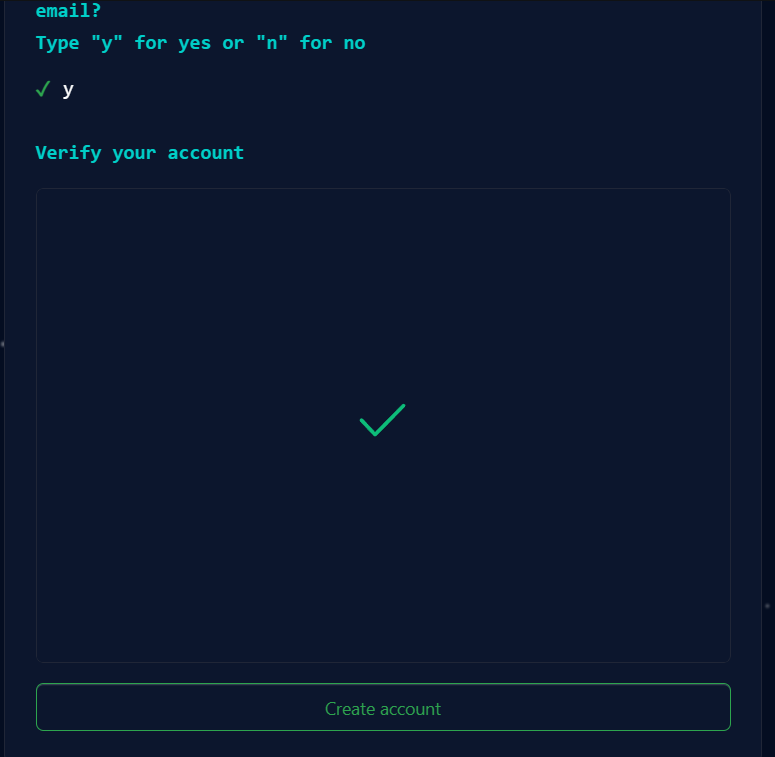 email?
Type "y" for yes or "n" for no
✓ y
Verify your account
Create account